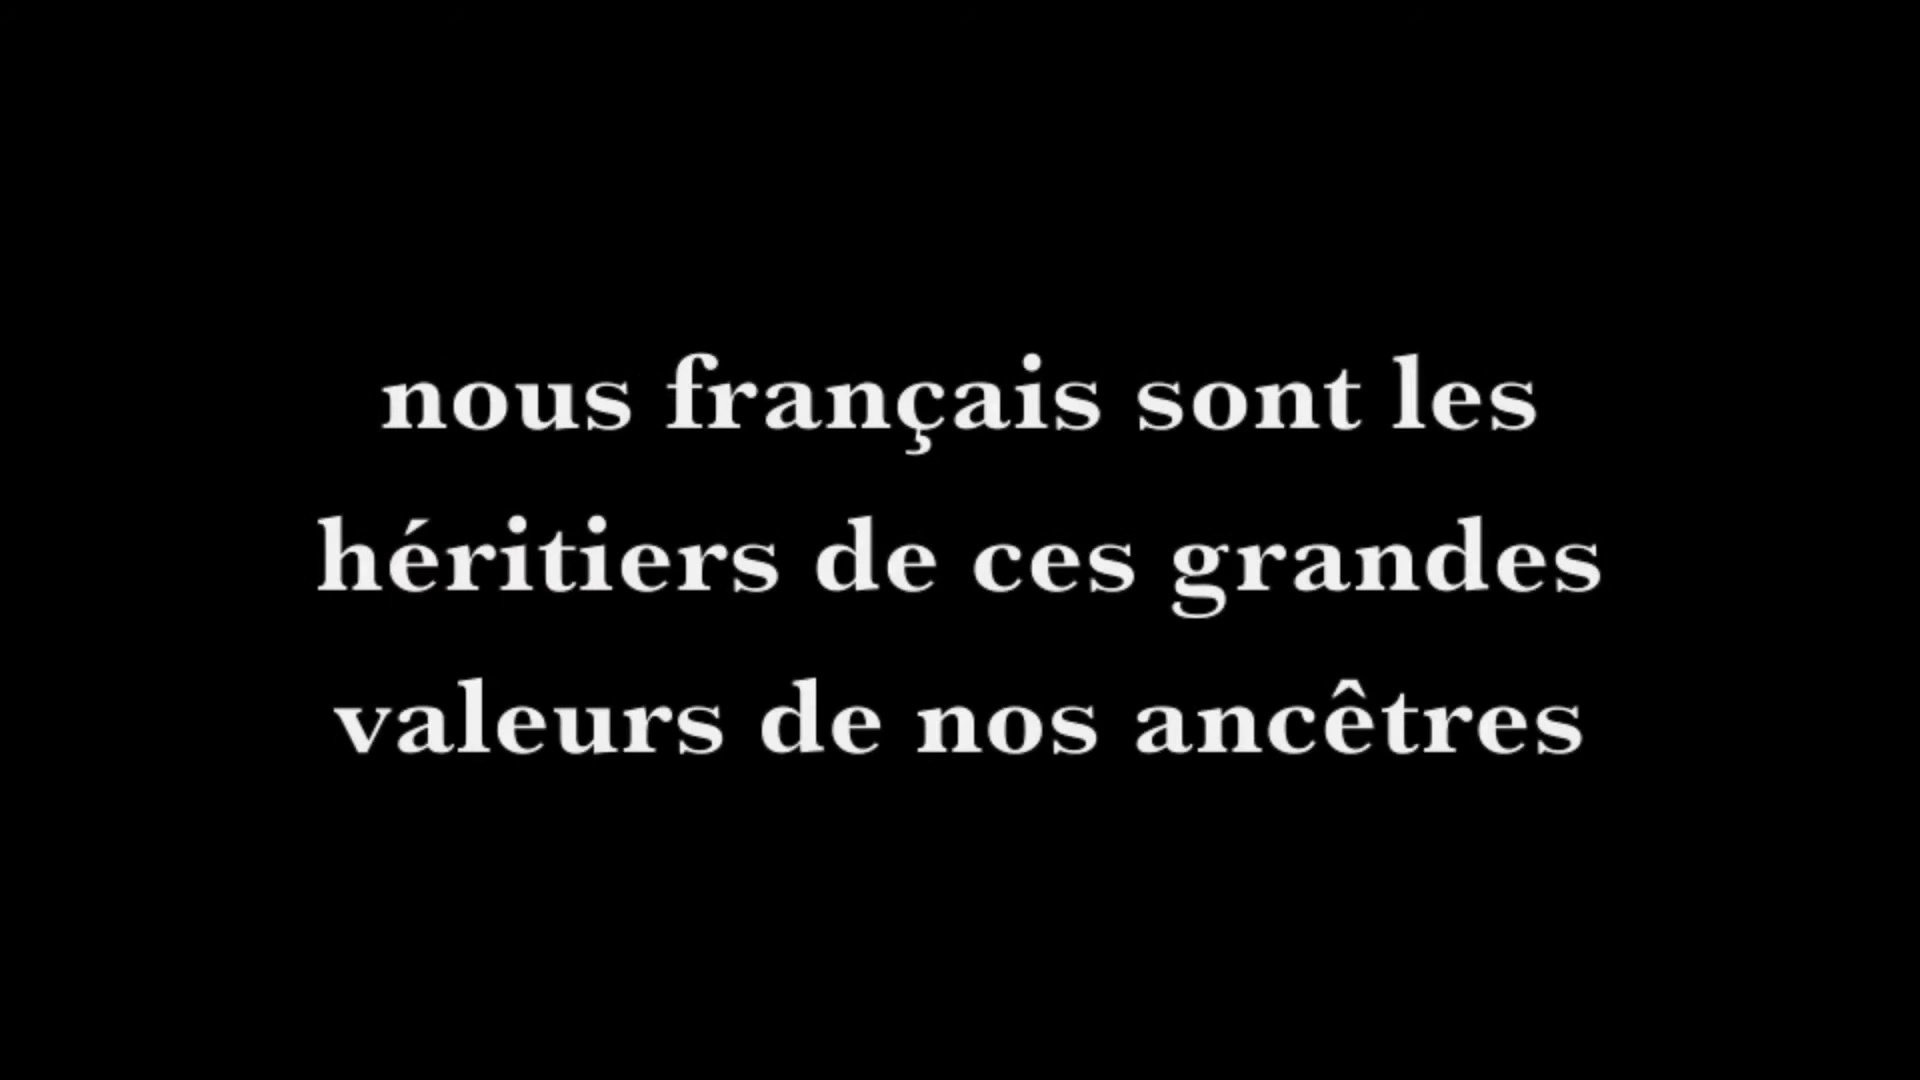 nous français sont les
héritiers de ces grandes
valeurs de nos ancêtres